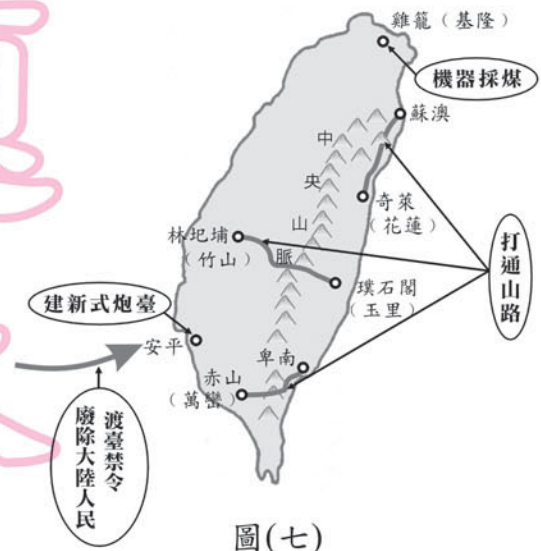 雞籠（基隆）
機器採煤
蘇澳
中央山脈
奇萊
（花蓮）
打通山路
林圯埔
（竹山）
璞石閣
（玉里）
建新式炮臺
安平
卑南
赤山
（萬巒）
渡臺禁令
廢除大陸人民
圖(七)